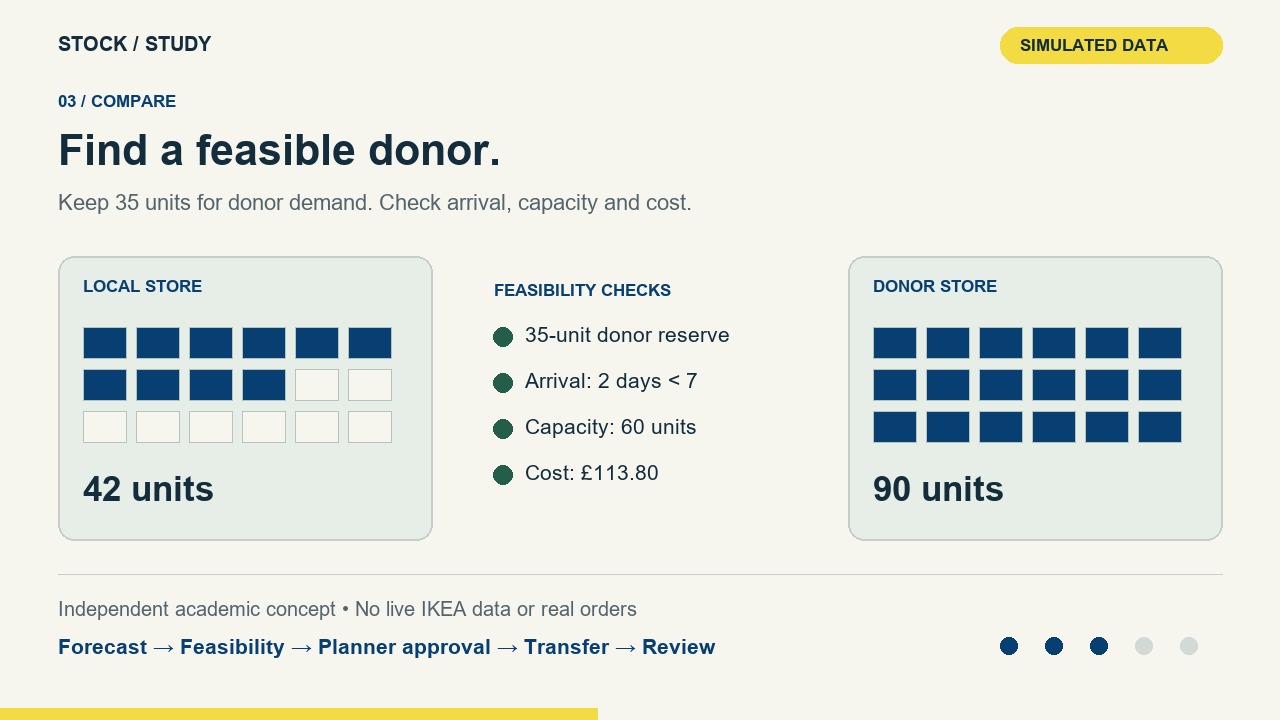 STOCK / STUDY
SIMULATED DATA
03 / COMPARE
Find a feasible donor.
Keep 35 units for donor demand. Check arrival, capacity and cost.
LOCAL STORE
42 units
FEASIBILITY CHECKS
35-unit donor reserve
Arrival: 2 days < 7
Capacity: 60 units
Cost: £113.80
DONOR STORE
90 units
Independent academic concept • No live IKEA data or real orders
Forecast → Feasibility → Planner approval → Transfer → Review